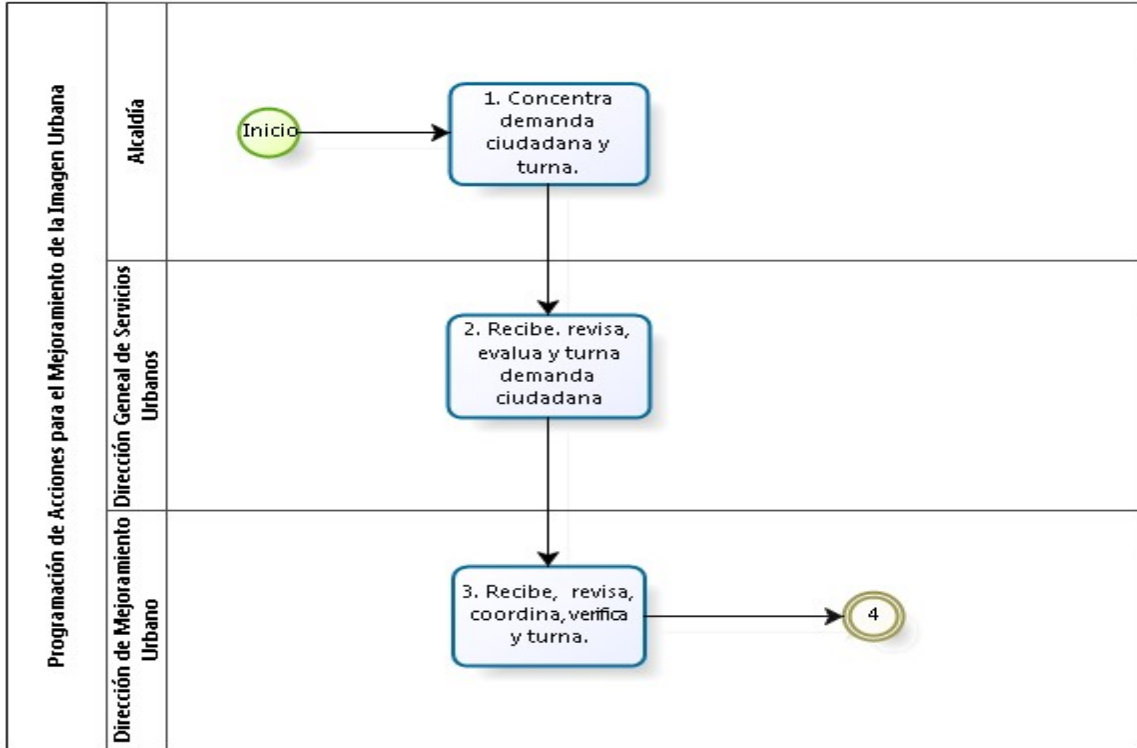 Programación de Acciones para el Mejoramiento de la Imagen Urbana
Alcaldía
Inicio
1. Concentra
demanda
ciudadana y
turna.
Dirección Geneal de Servicios
Urbanos
2. Recibe. revisa,
evalua y turna
demanda
ciudadana
Dirección de Mejoramiento
Urbano
3. Recibe, revisa,
coordina, verifica
y turna.
4